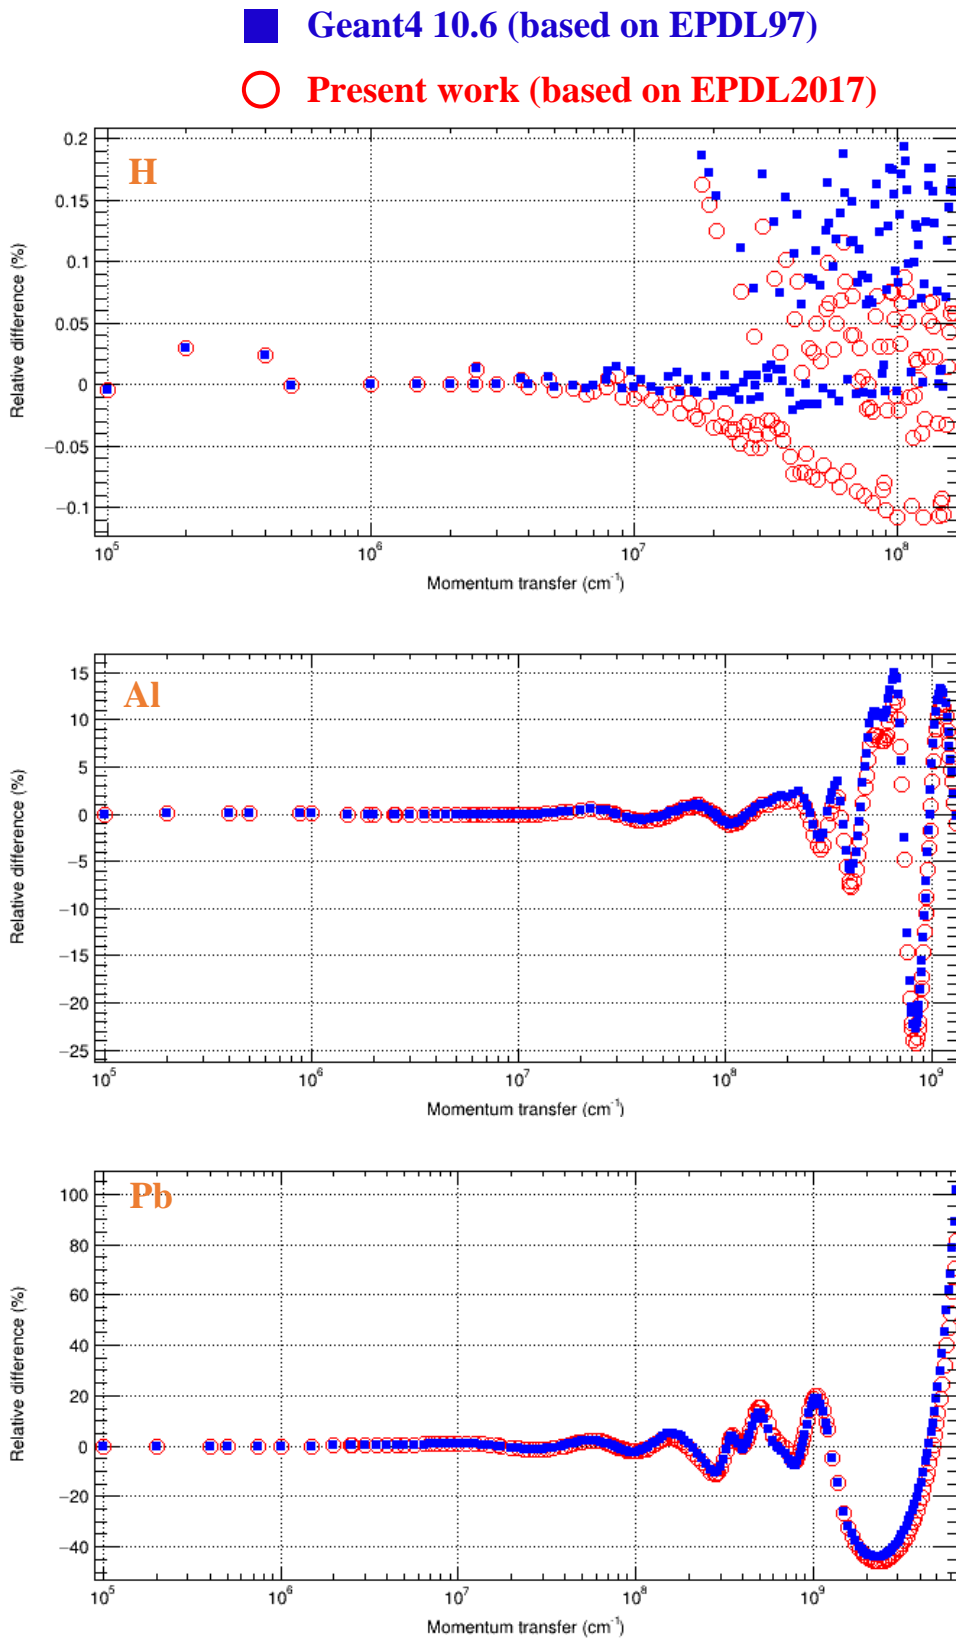 Geant4 10.6 (based on EPDL97)
Present work (based on EPDL2017)
H
Relative difference (%)
0.2
0.15
0.1
0.05
0
−0.05
−0.1
10^5 10^6 10^7 10^8
Momentum transfer (cm^-1)
Al
Relative difference (%)
15
10
5
0
−5
−10
−15
−20
−25
10^5 10^6 10^7 10^8 10^9
Momentum transfer (cm^-1)
Pb
Relative difference (%)
100
80
60
40
20
0
−20
−40
10^5 10^6 10^7 10^8 10^9
Momentum transfer (cm^-1)